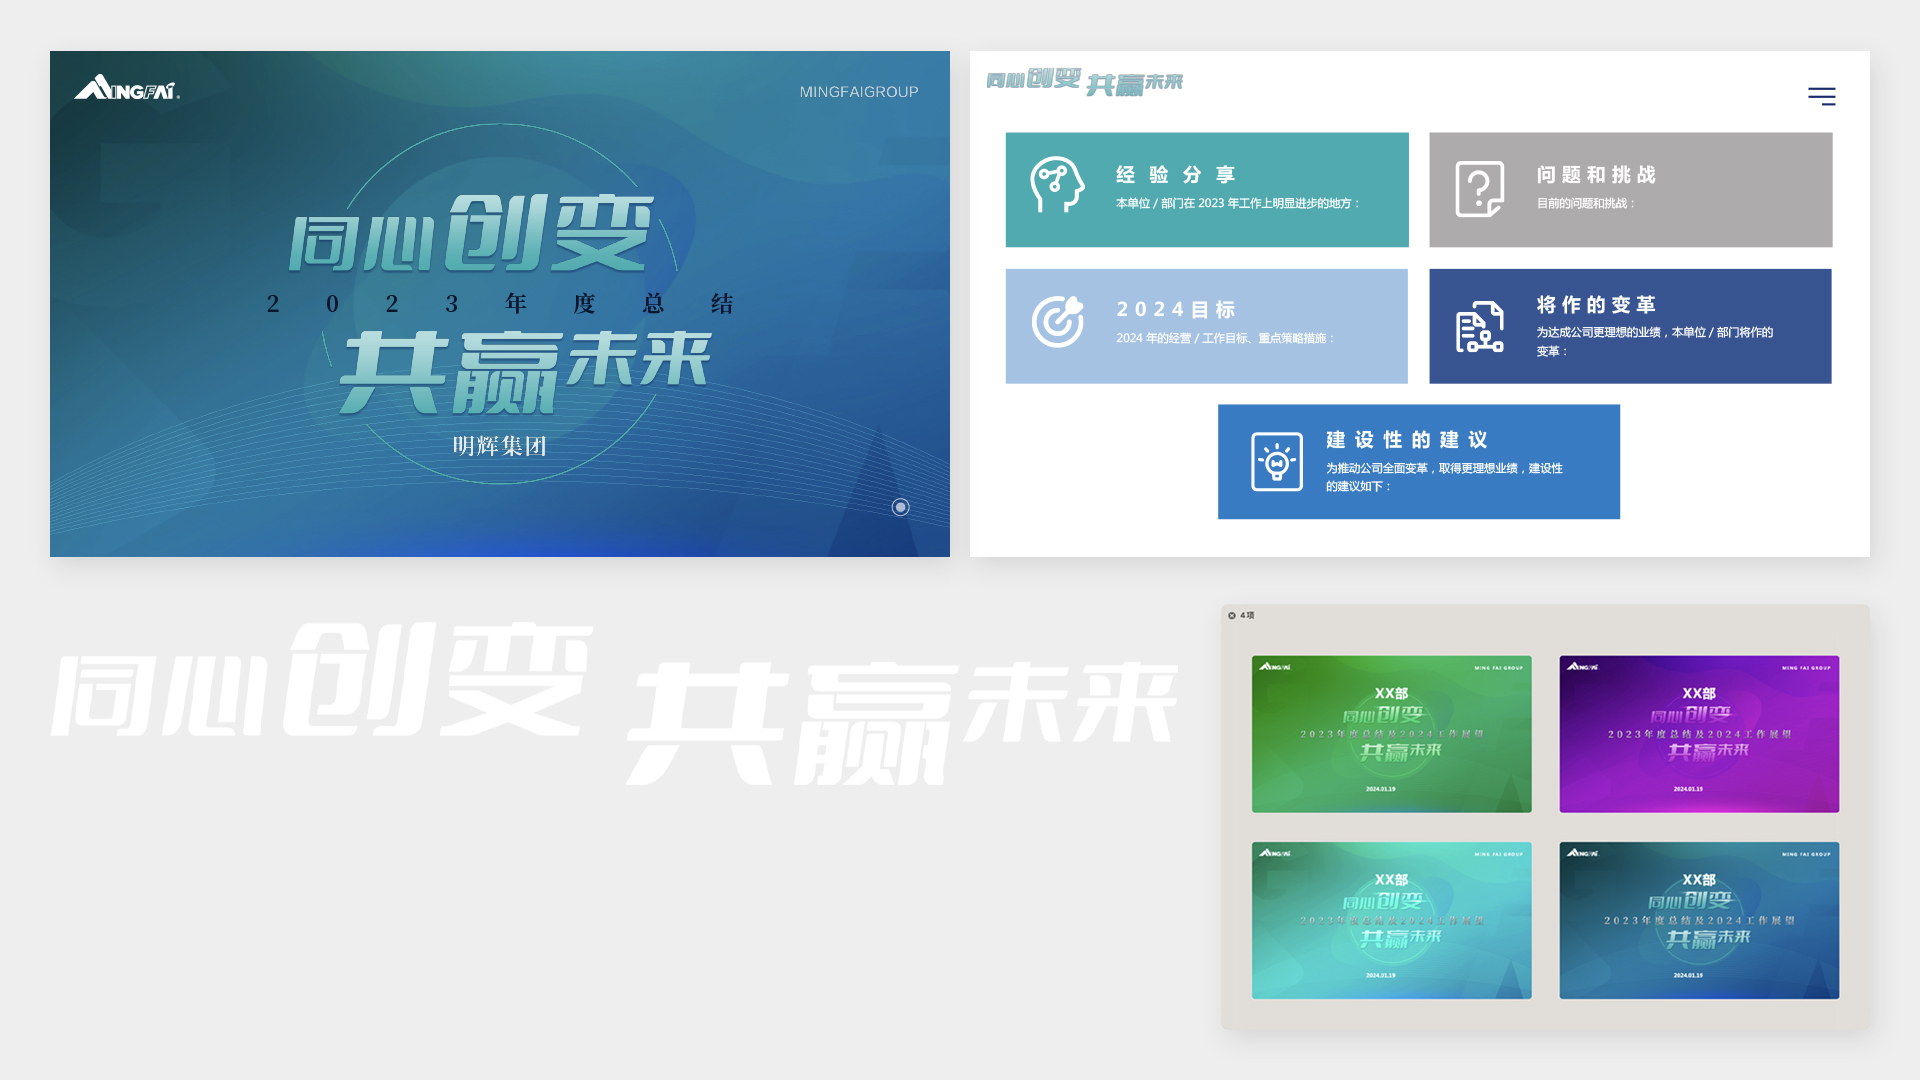 MINGFAI
MINGFAIGROUP
同心创变
2023年度总结
共赢未来
明辉集团
同心创变 共赢未来
经验分享
本单位 / 部门在 2023 年工作上明显进步的地方：
问题和挑战
目前的问题和挑战：
2024目标
2024 年的经营 / 工作目标、重点策略措施：
将作的变革
为达成公司更理想的业绩，本单位 / 部门将作的
变革：
建设性的建议
为推动公司全面变革，取得更理想业绩，建设性
的建议如下：
同心创变 共赢未来
4 项
MINGFAI
MING FAI GROUP
XX部
同心创变
2023年度总结及2024工作展望
共赢未来
2024.01.19
MINGFAI
MING FAI GROUP
XX部
同心创变
2023年度总结及2024工作展望
共赢未来
2024.01.19
MINGFAI
MING FAI GROUP
XX部
同心创变
2023年度总结及2024工作展望
共赢未来
2024.01.19
MINGFAI
MING FAI GROUP
XX部
同心创变
2023年度总结及2024工作展望
共赢未来
2024.01.19